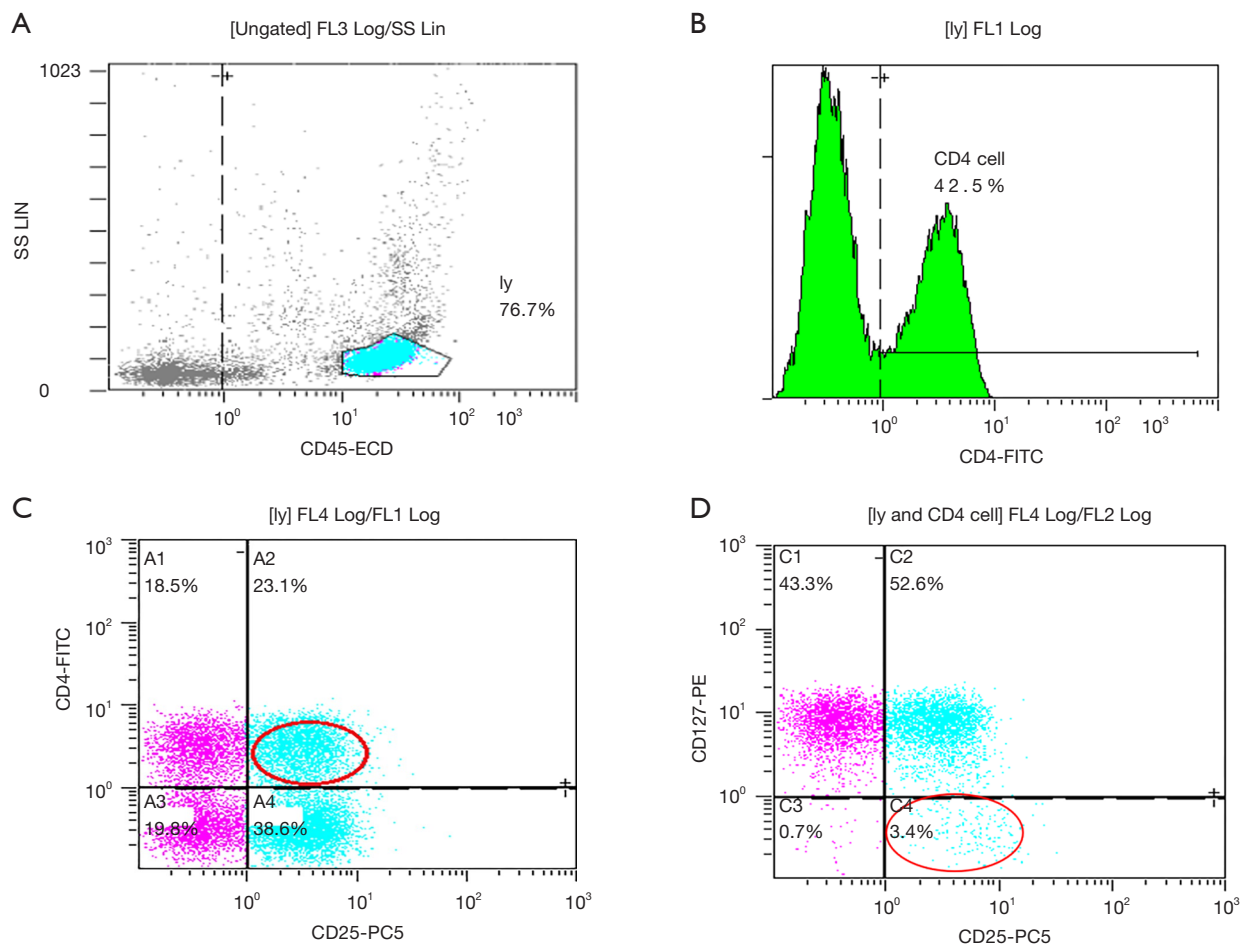 A
[Ungated] FL3 Log/SS Lin
1023
− +
SS LIN
ly
76.7%
0
10⁰ 10¹ 10² 10³
CD45-ECD
B
[ly] FL1 Log
− +
CD4 cell
42.5%
10⁰ 10¹ 10² 10³
CD4-FITC
C
[ly] FL4 Log/FL1 Log
10³
A1 − A2
18.5% 23.1%
10²
CD4-FITC
10¹
+
10⁰
−
A3 A4
19.8% 38.6%
10⁰ 10¹ 10² 10³
CD25-PC5
D
[ly and CD4 cell] FL4 Log/FL2 Log
10³
C1 − C2
43.3% 52.6%
10²
CD127-PE
10¹
+
10⁰
−
C3 C4
0.7% 3.4%
10⁰ 10¹ 10² 10³
CD25-PC5